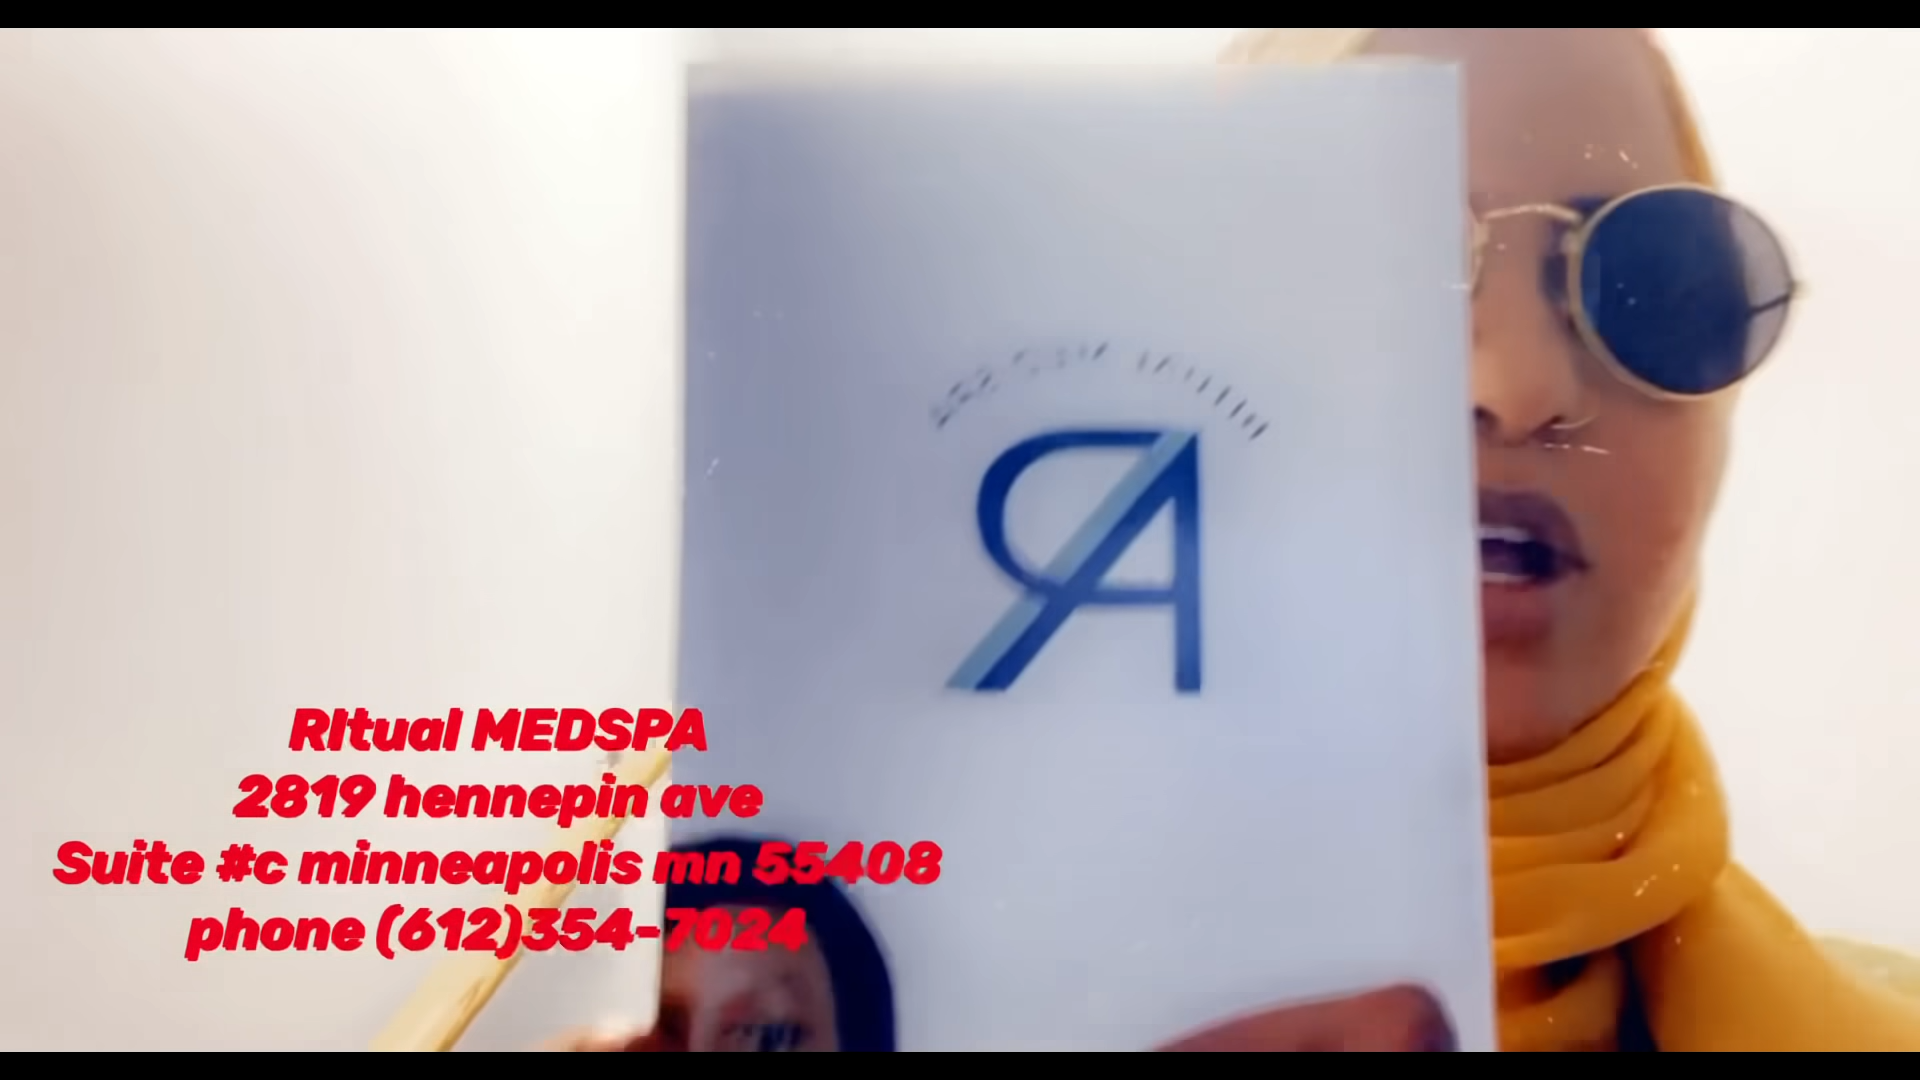 RItual MEDSPA
2819 hennepin ave
Suite #c minneapolis mn 55408
phone (612)354-7024